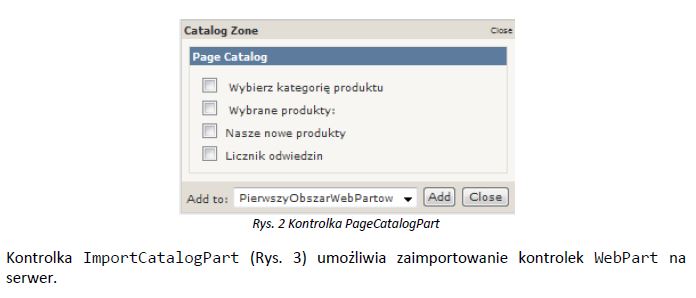 Catalog Zone Close
Page Catalog
Wybierz kategorię produktu
Wybrane produkty:
Nasze nowe produkty
Licznik odwiedzin
Add to: PierwszyObszarWebPartow Add Close
Rys. 2 Kontrolka PageCatalogPart
Kontrolka ImportCatalogPart (Rys. 3) umożliwia zaimportowanie kontrolek WebPart na
serwer.